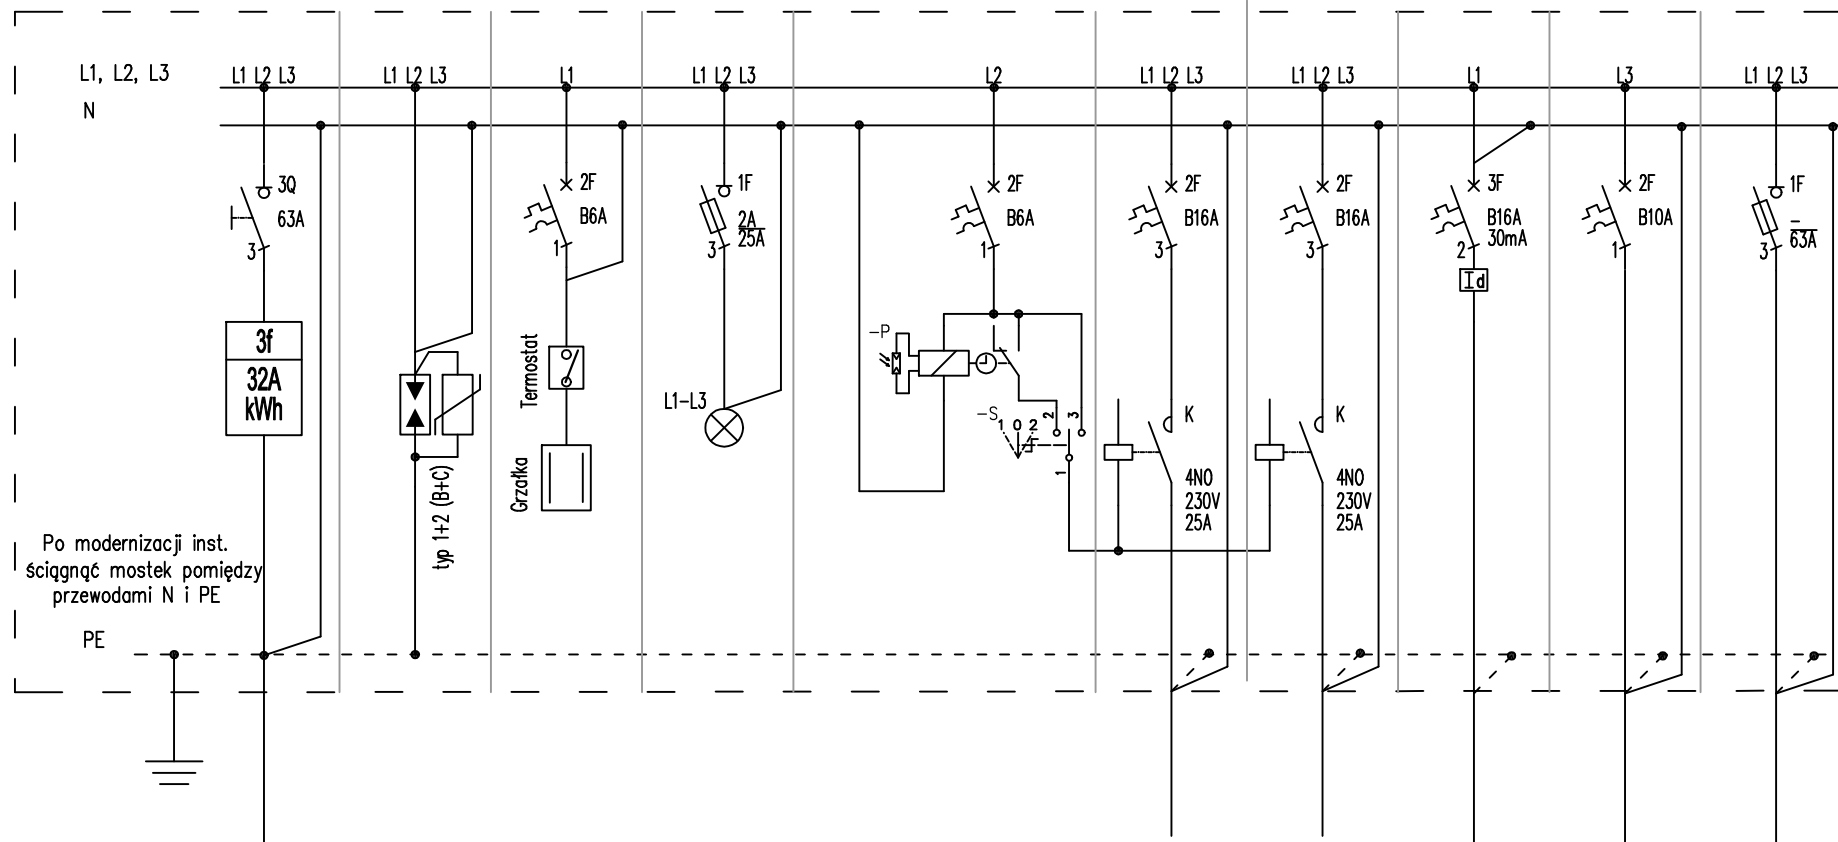 L1, L2, L3
N
L1 L2 L3
3Q
63A
3
3f
32A
kWh
Po modernizacji inst.
ściągnąć mostek pomiędzy
przewodami N i PE
PE
L1 L2 L3
typ 1+2 (B+C)
L1
2F
B6A
1
Termostat
Grzałka
L1 L2 L3
1F
2A
25A
3
L1-L3
L2
2F
B6A
1
-P
-S
1 0 2
2
3
1
L1 L2 L3
2F
B16A
3
K
4NO
230V
25A
L1 L2 L3
2F
B16A
3
K
4NO
230V
25A
L1
3F
B16A
30mA
2
Id
L3
2F
B10A
1
L1 L2 L3
1F
-
63A
3